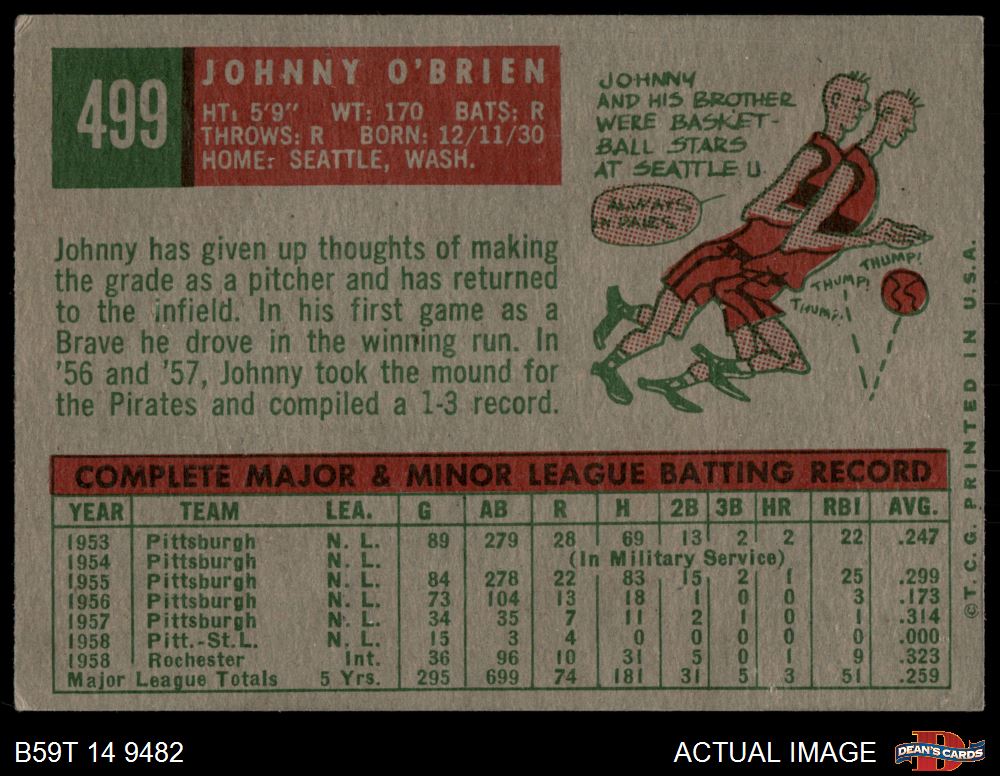 499
JOHNNY O'BRIEN
HT: 5'9" WT: 170 BATS: R
THROWS: R BORN: 12/11/30
HOME: SEATTLE, WASH.
JOHNNY
AND HIS BROTHER
WERE BASKET-
BALL STARS
AT SEATTLE U.
ALWAYS
THUMP!
THUMP!
THUMP!
Johnny has given up thoughts of making
the grade as a pitcher and has returned
to the infield. In his first game as a
Brave he drove in the winning run. In
'56 and '57, Johnny took the mound for
the Pirates and compiled a 1-3 record.
COMPLETE MAJOR & MINOR LEAGUE BATTING RECORD
YEAR TEAM LEA. G AB R H 2B 3B HR RBI AVG.
1953 Pittsburgh N. L. 89 279 28 69 13 2 2 22 .247
1954 Pittsburgh N. L. (In Military Service)
1955 Pittsburgh N. L. 84 278 22 83 15 2 1 25 .299
1956 Pittsburgh N. L. 73 104 13 18 1 0 0 3 .173
1957 Pittsburgh N. L. 34 35 7 11 2 1 0 1 .314
1958 Pitt.-St.L. N. L. 15 3 4 0 0 0 0 0 .000
1958 Rochester Int. 36 96 10 31 5 0 1 9 .323
Major League Totals 5 Yrs. 295 699 74 181 31 5 3 51 .259
©T. C. G. PRINTED IN U.S.A.
B59T 14 9482
ACTUAL IMAGE
D
DEAN'S CARDS